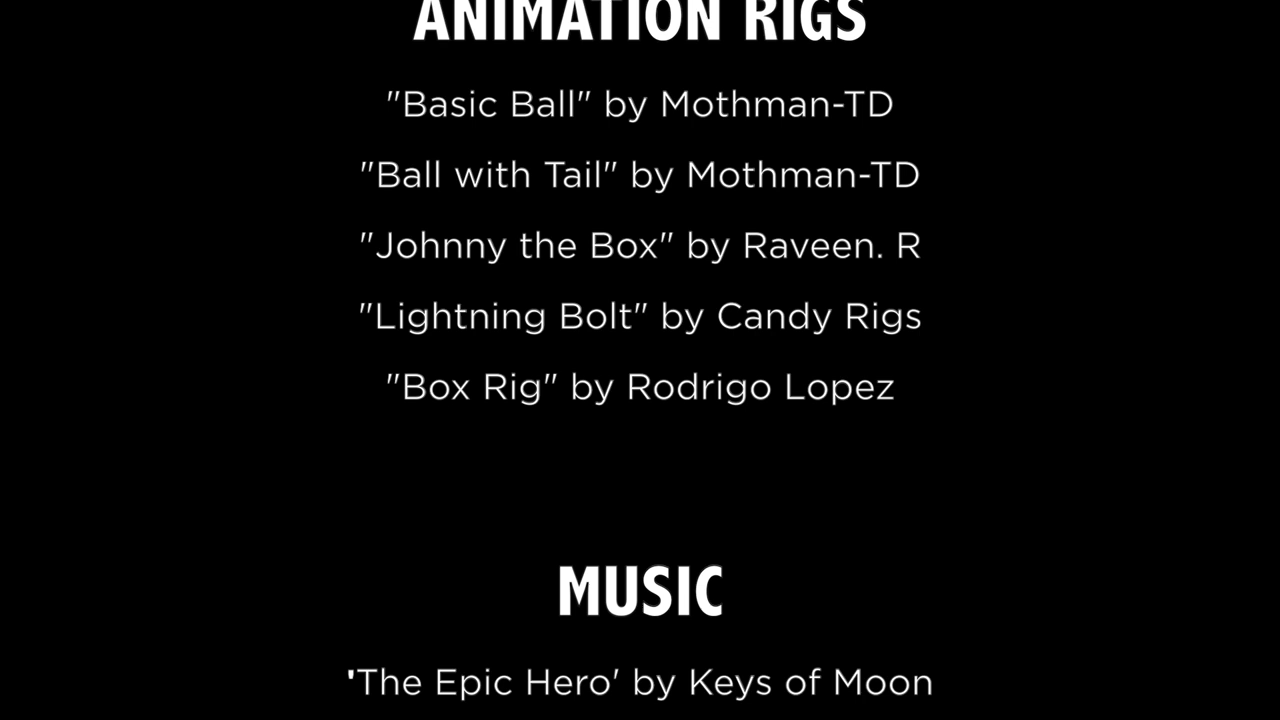 ANIMATION RIGS
"Basic Ball" by Mothman-TD
"Ball with Tail" by Mothman-TD
"Johnny the Box" by Raveen. R
"Lightning Bolt" by Candy Rigs
"Box Rig" by Rodrigo Lopez
MUSIC
'The Epic Hero' by Keys of Moon